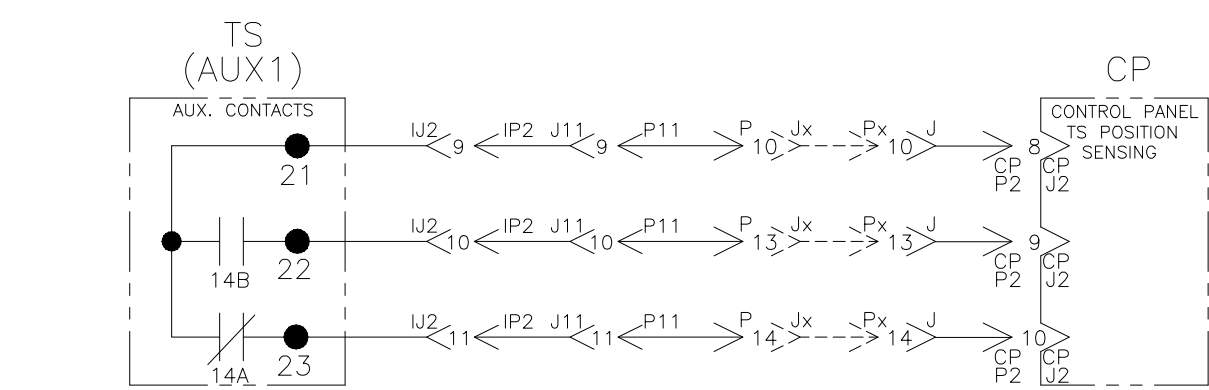 TS
(AUX1)
CP
AUX. CONTACTS
CONTROL PANEL
TS POSITION
SENSING
21
IJ2 9 IP2 J11 9 P11 P 10 Jx Px 10 J 8
CP CP
P2 J2
14B
22
IJ2 10 IP2 J11 10 P11 P 13 Jx Px 13 J 9
CP CP
P2 J2
14A
23
IJ2 11 IP2 J11 11 P11 P 14 Jx Px 14 J 10
CP CP
P2 J2